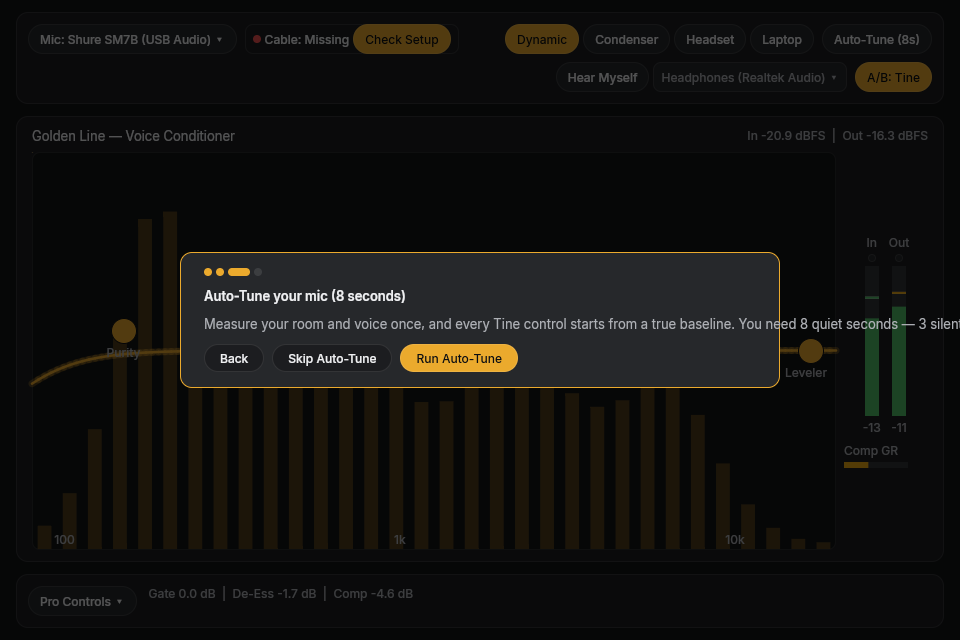 Mic: Shure SM7B (USB Audio) ▾
Cable: Missing
Check Setup
Dynamic
Condenser
Headset
Laptop
Auto-Tune (8s)
Hear Myself
Headphones (Realtek Audio) ▾
A/B: Tine
Golden Line — Voice Conditioner
In -20.9 dBFS | Out -16.3 dBFS
In
Out
Auto-Tune your mic (8 seconds)
Measure your room and voice once, and every Tine control starts from a true baseline. You need 8 quiet seconds — 3 silent
Purity
Back
Skip Auto-Tune
Run Auto-Tune
Leveler
-13
-11
Comp GR
100
1k
10k
Pro Controls ▾
Gate 0.0 dB | De-Ess -1.7 dB | Comp -4.6 dB